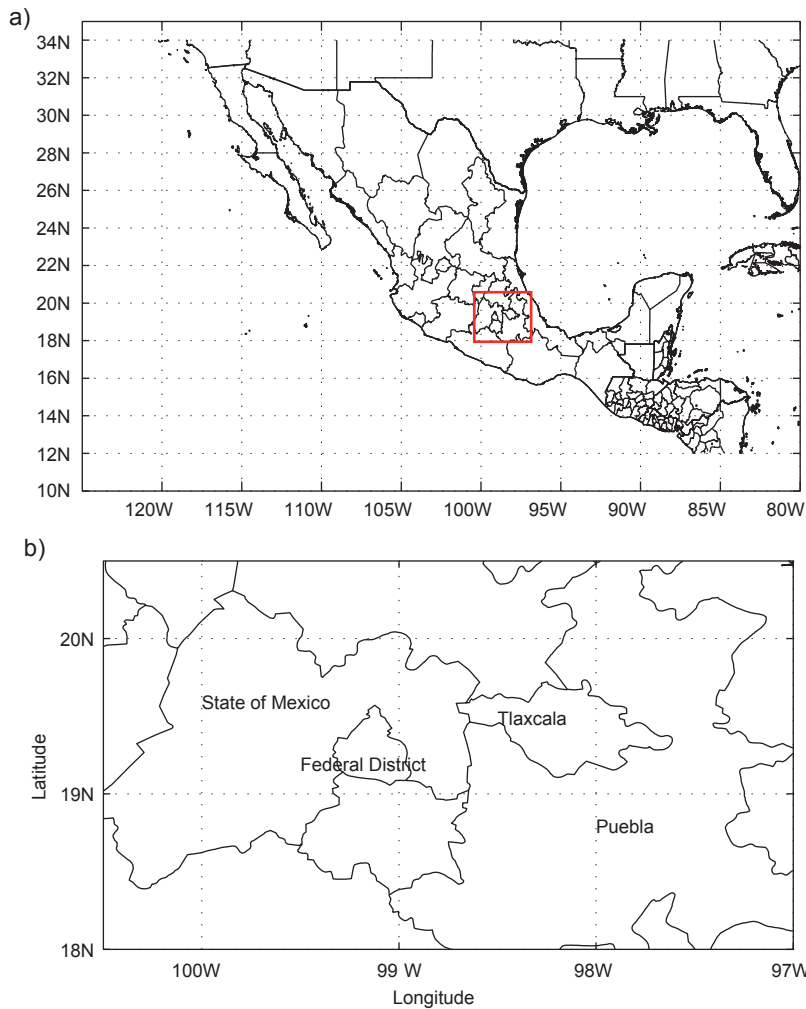 a)
34N
32N
30N
28N
26N
24N
22N
20N
18N
16N
14N
12N
10N
120W 115W 110W 105W 100W 95W 90W 85W 80W
b)
20N
State of Mexico
Tlaxcala
Federal District
Latitude
19N
Puebla
18N
100W 99 W 98W 97W
Longitude